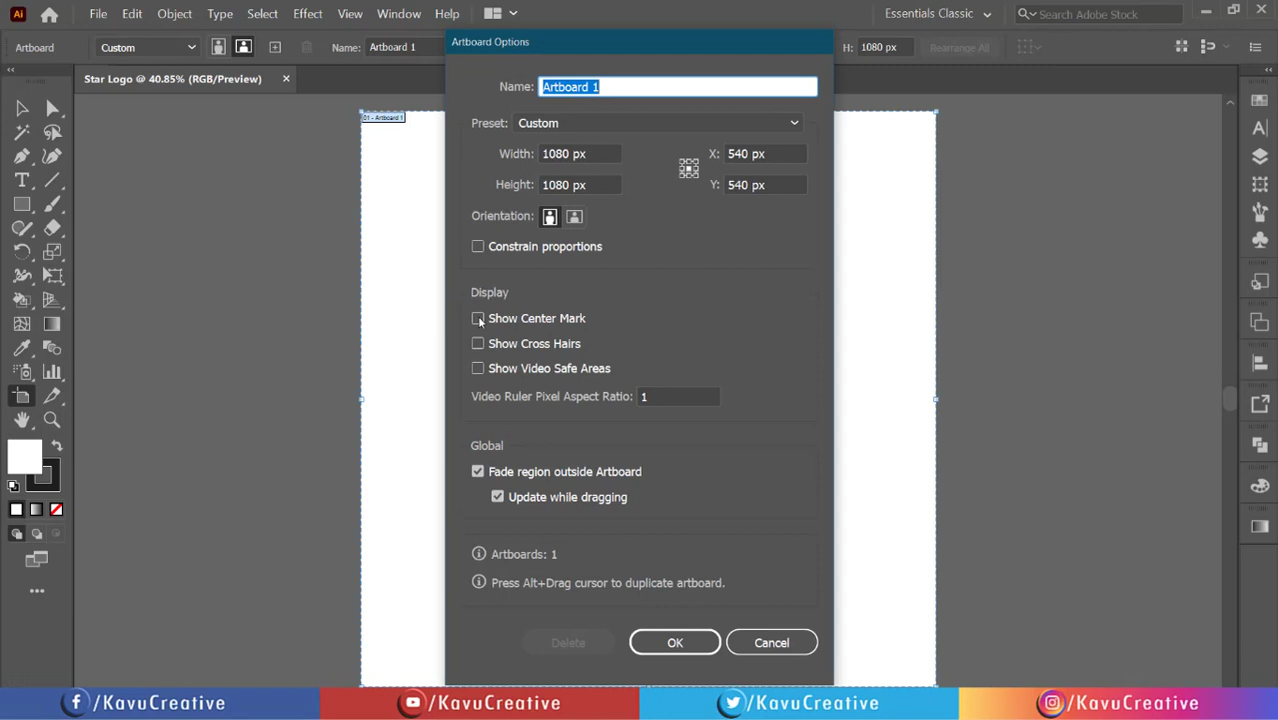 Ai File Edit Object Type Select Effect View Window Help Essentials Classic Search Adobe Stock
Artboard Custom Name: Artboard 1 H: 1080 px Rearrange All
Star Logo @ 40.85% (RGB/Preview)
01 - Artboard 1
Artboard Options
Name: Artboard 1
Preset: Custom
Width: 1080 px X: 540 px
Height: 1080 px Y: 540 px
Orientation:
Constrain proportions
Display
Show Center Mark
Show Cross Hairs
Show Video Safe Areas
Video Ruler Pixel Aspect Ratio: 1
Global
Fade region outside Artboard
Update while dragging
Artboards: 1
Press Alt+Drag cursor to duplicate artboard.
Delete OK Cancel
/KavuCreative /KavuCreative /KavuCreative /KavuCreative